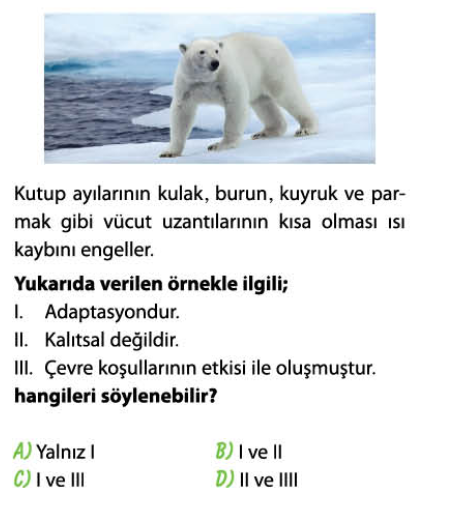 Kutup ayılarının kulak, burun, kuyruk ve par-
mak gibi vücut uzantılarının kısa olması ısı
kaybını engeller.
Yukarıda verilen örnekle ilgili;
I. Adaptasyondur.
II. Kalıtsal değildir.
III. Çevre koşullarının etkisi ile oluşmuştur.
hangileri söylenebilir?
A) Yalnız I B) I ve II
C) I ve III D) II ve IIII